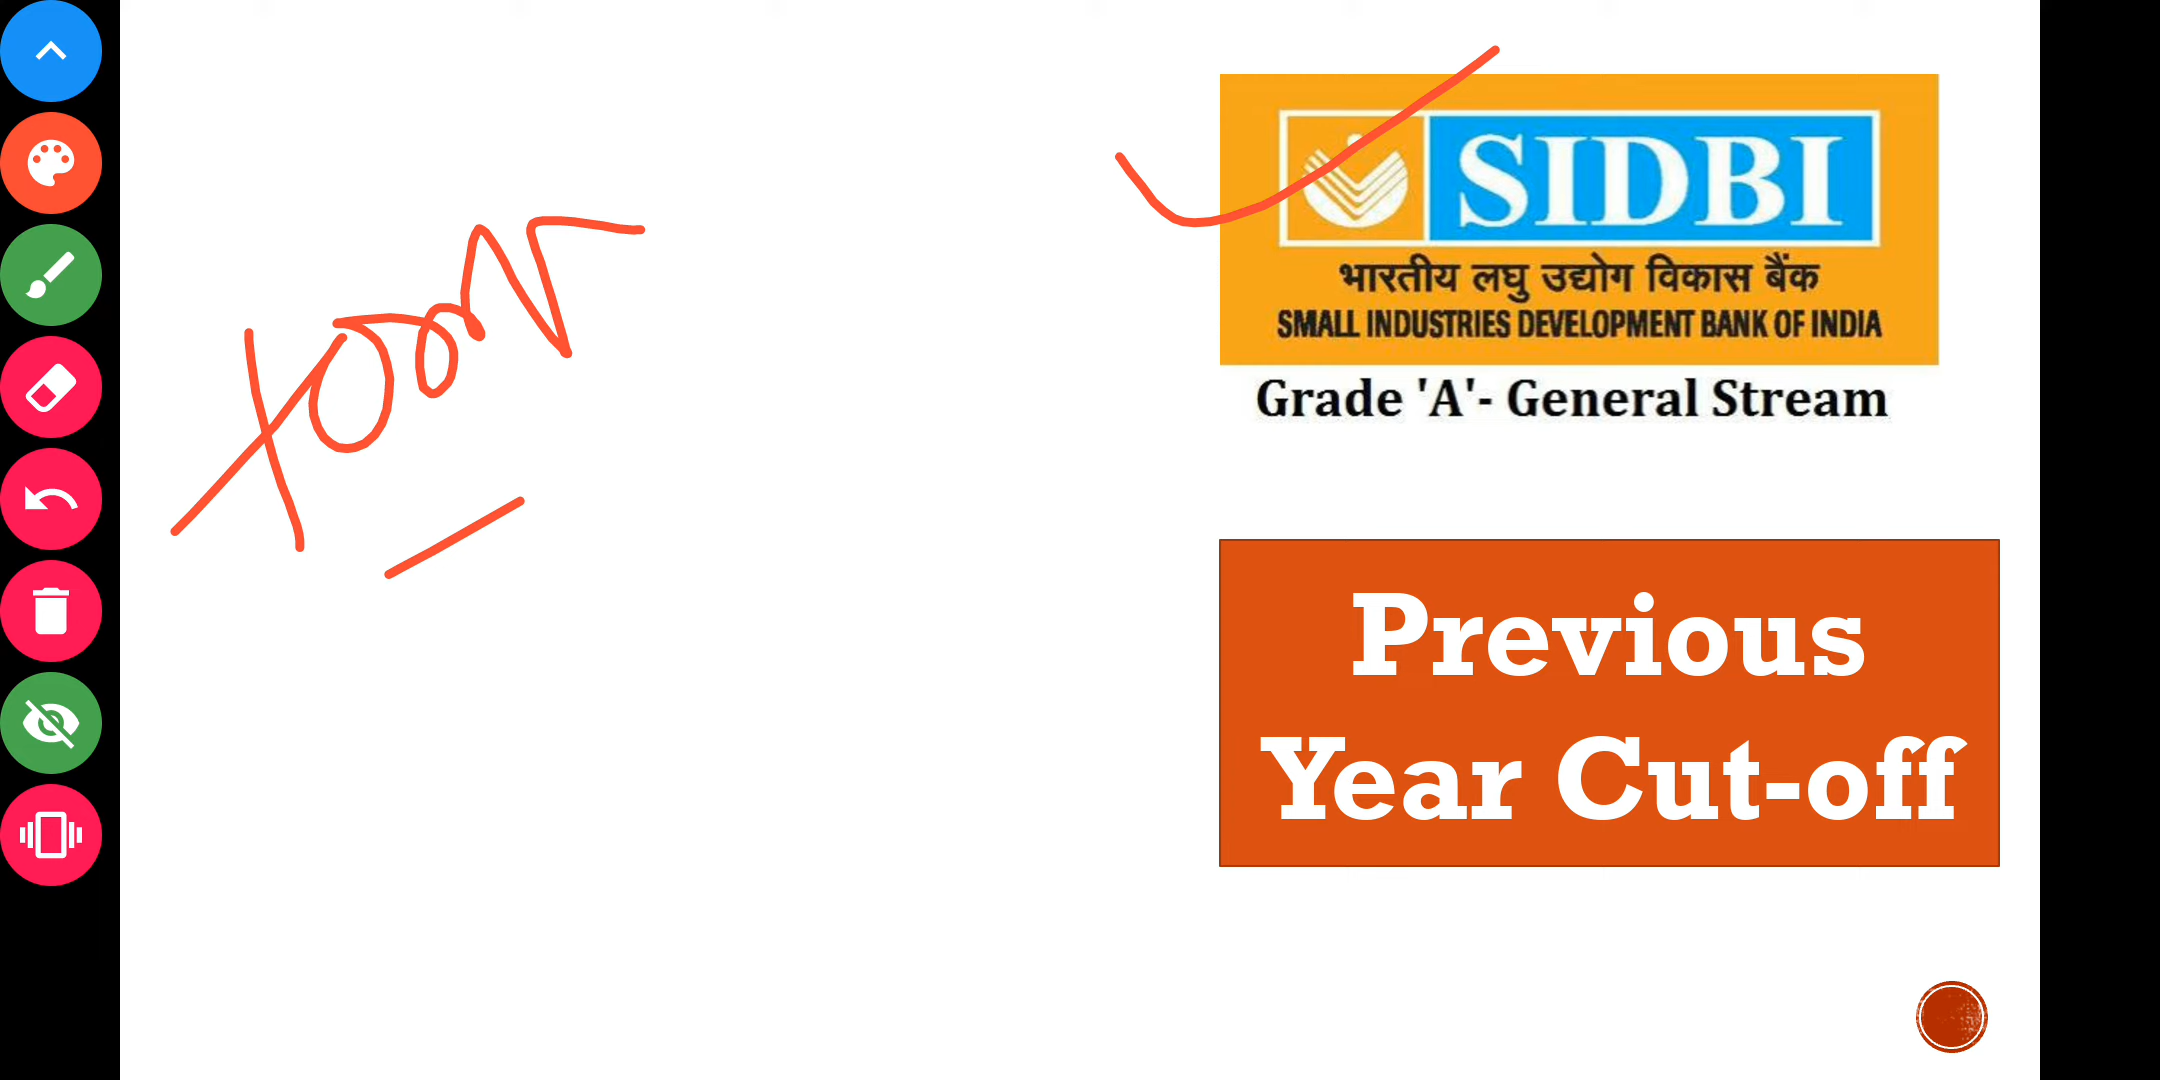 SIDBI
भारतीय लघु उद्योग विकास बैंक
SMALL INDUSTRIES DEVELOPMENT BANK OF INDIA
Grade 'A'- General Stream
Previous
Year Cut-off